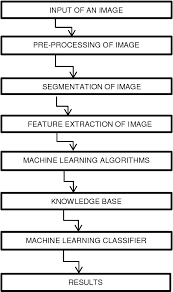 INPUT OF AN IMAGE
PRE-PROCESSING OF IMAGE
SEGMENTATION OF IMAGE
FEATURE EXTRACTION OF IMAGE
MACHINE LEARNING ALGORITHMS
KNOWLEDGE BASE
MACHINE LEARNING CLASSIFIER
RESULTS